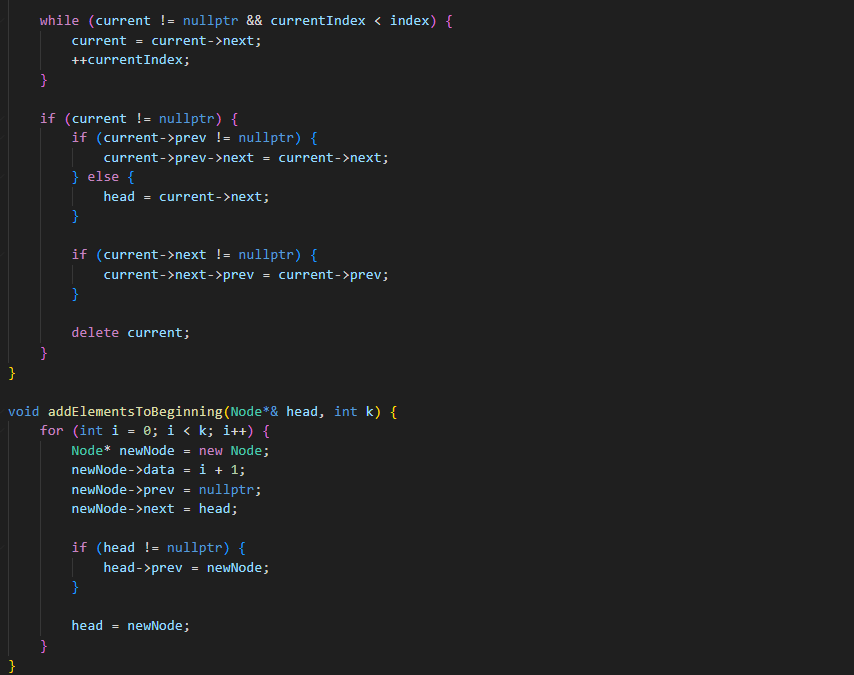 while (current != nullptr && currentIndex < index) {
        current = current->next;
        ++currentIndex;
    }

    if (current != nullptr) {
        if (current->prev != nullptr) {
            current->prev->next = current->next;
        } else {
            head = current->next;
        }

        if (current->next != nullptr) {
            current->next->prev = current->prev;
        }

        delete current;
    }
}

void addElementsToBeginning(Node*& head, int k) {
    for (int i = 0; i < k; i++) {
        Node* newNode = new Node;
        newNode->data = i + 1;
        newNode->prev = nullptr;
        newNode->next = head;

        if (head != nullptr) {
            head->prev = newNode;
        }

        head = newNode;
    }
}